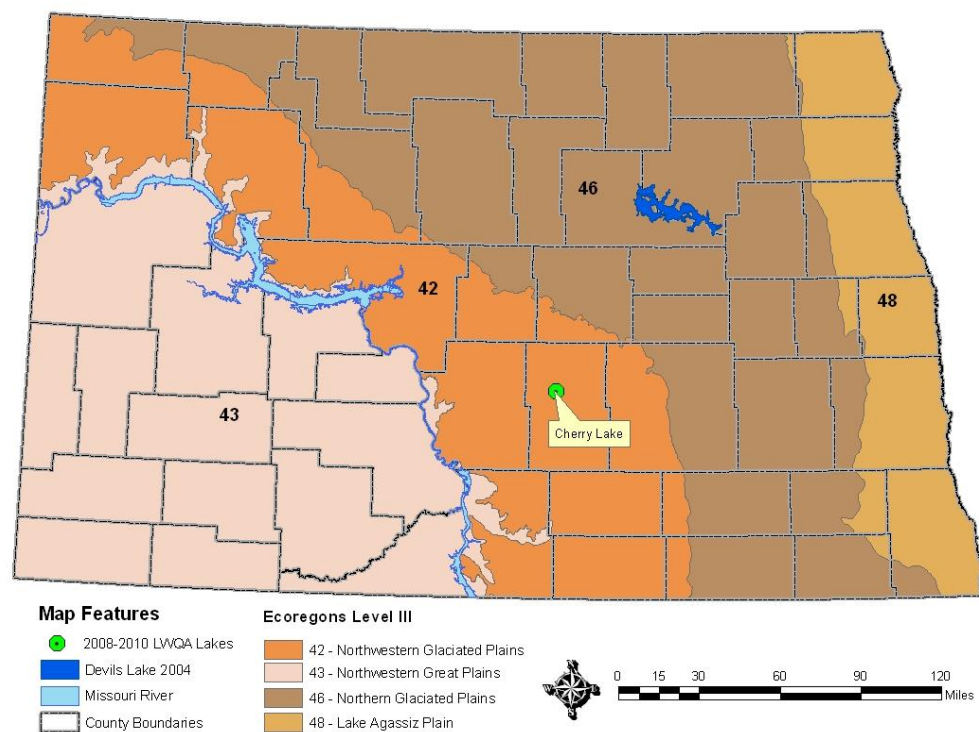 46
42
48
43
Cherry Lake
Map Features
2008-2010 LWQA Lakes
Devils Lake 2004
Missouri River
County Boundaries
Ecoregons Level III
42 - Northwestern Glaciated Plains
43 - Northwestern Great Plains
46 - Northern Glaciated Plains
48 - Lake Agassiz Plain
0 15 30 60 90 120
Miles